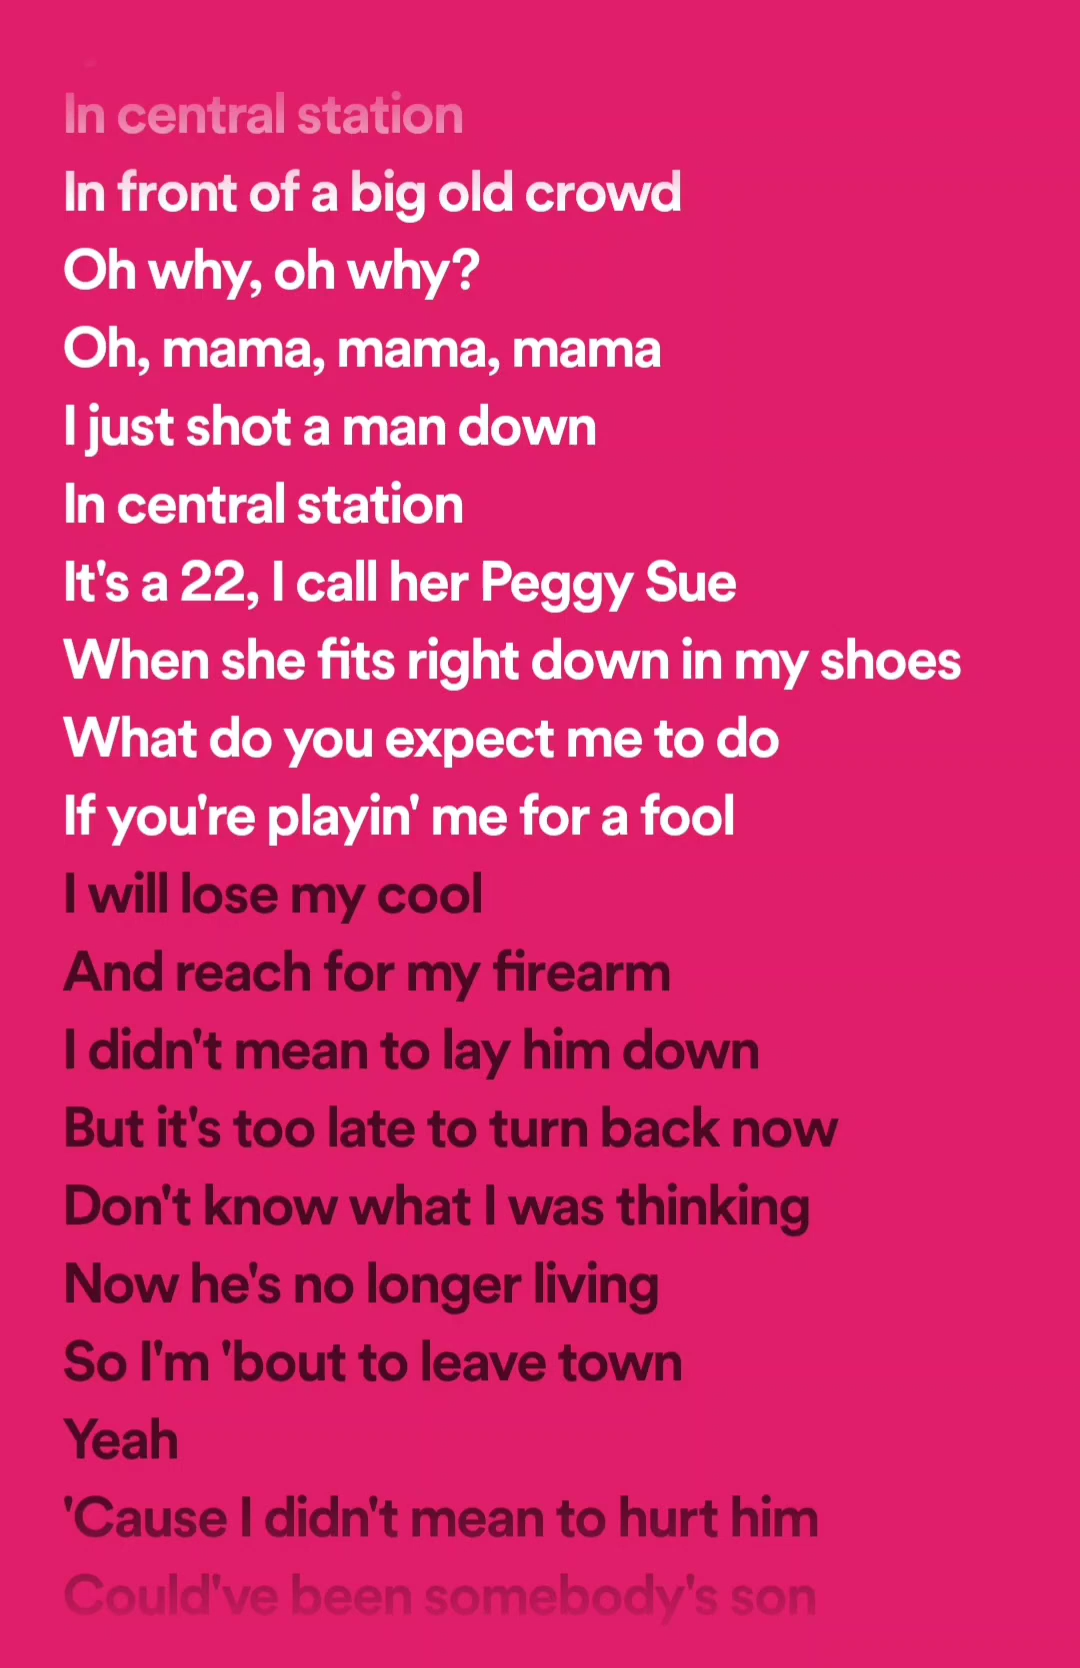 In central station
In front of a big old crowd
Oh why, oh why?
Oh, mama, mama, mama
I just shot a man down
In central station
It's a 22, I call her Peggy Sue
When she fits right down in my shoes
What do you expect me to do
If you're playin' me for a fool
I will lose my cool
And reach for my firearm
I didn't mean to lay him down
But it's too late to turn back now
Don't know what I was thinking
Now he's no longer living
So I'm 'bout to leave town
Yeah
'Cause I didn't mean to hurt him
Could've been somebody's son